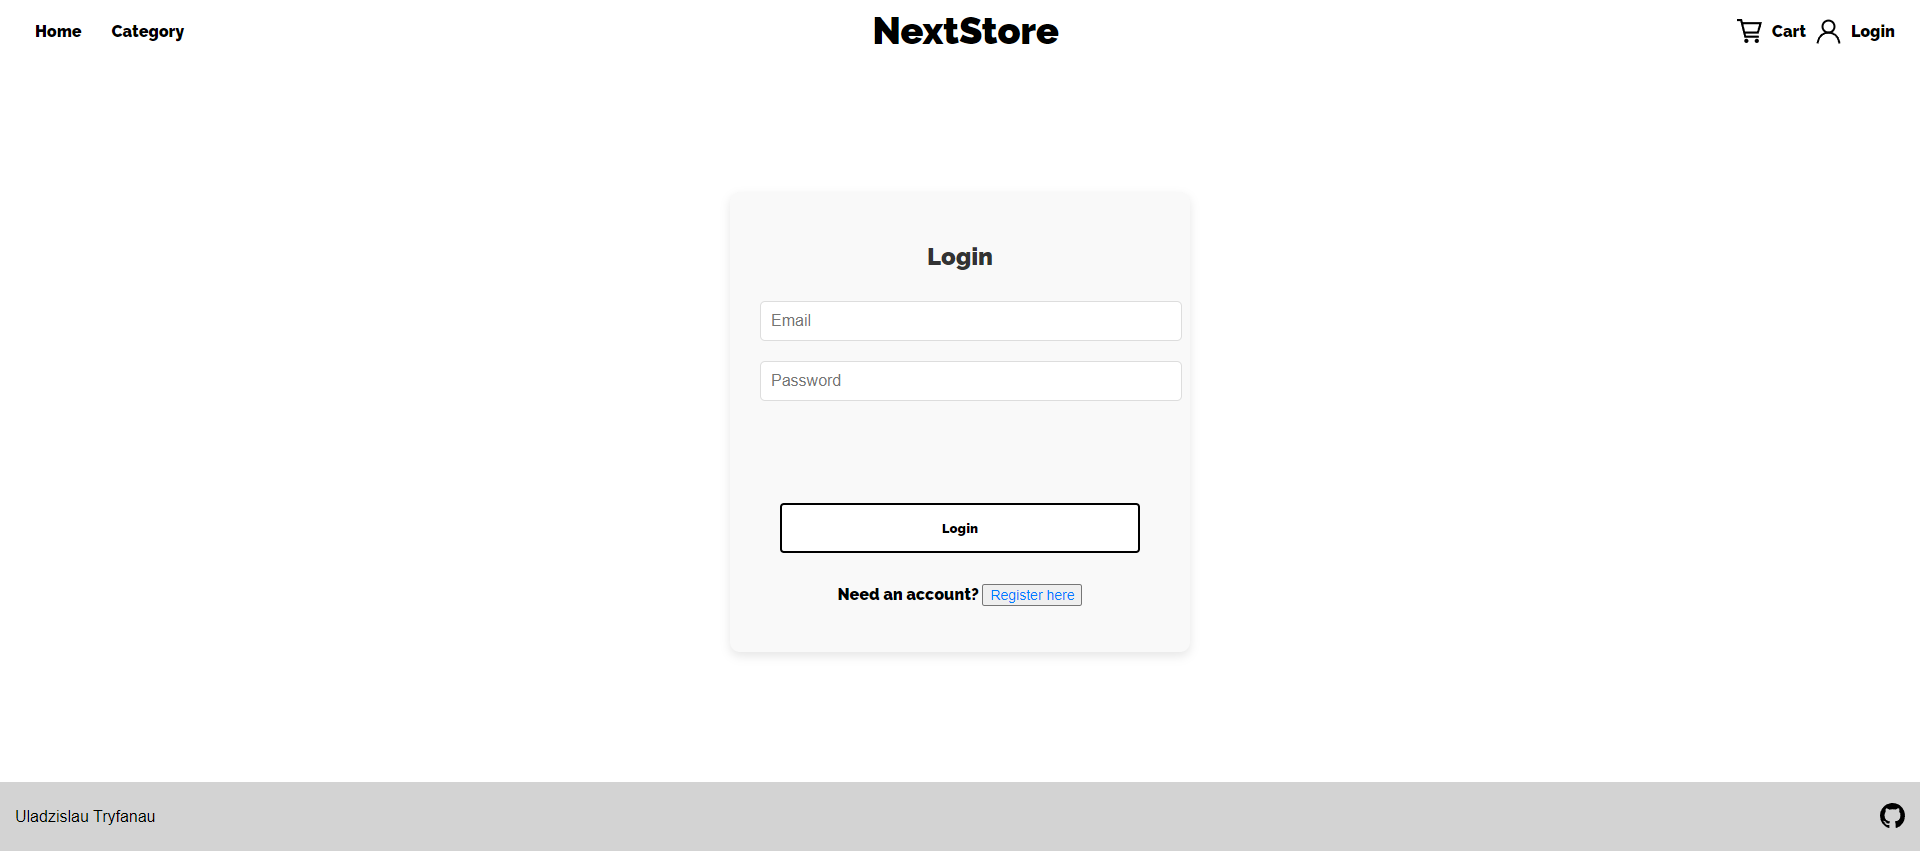 Home Category NextStore Cart Login
Login
Email
Password
Login
Need an account? Register here
Uladzislau Tryfanau